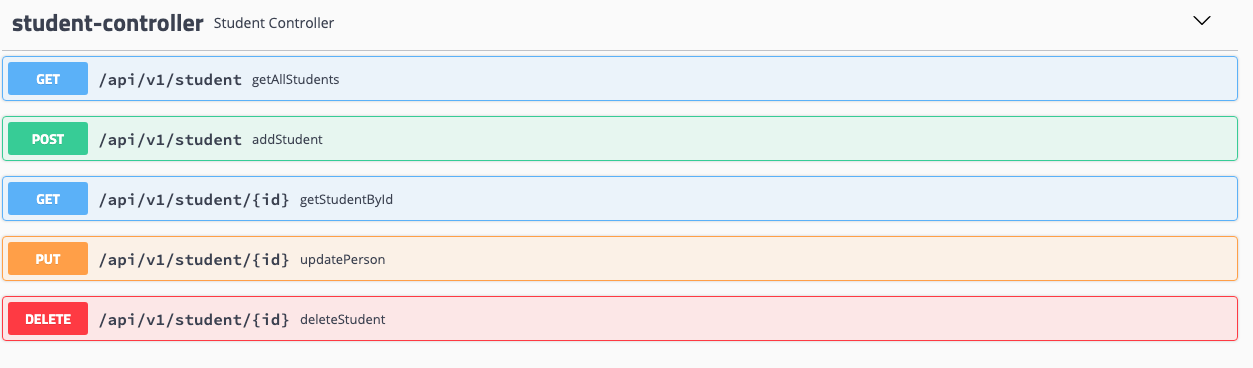 student-controller Student Controller
GET /api/v1/student getAllStudents
POST /api/v1/student addStudent
GET /api/v1/student/{id} getStudentById
PUT /api/v1/student/{id} updatePerson
DELETE /api/v1/student/{id} deleteStudent